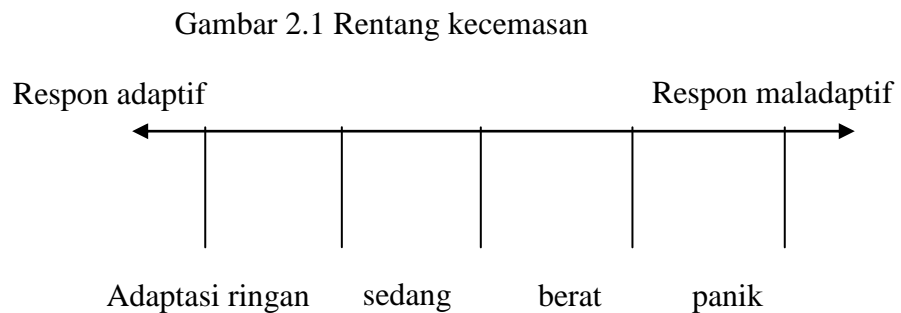 Gambar 2.1 Rentang kecemasan
Respon adaptif Respon maladaptif
Adaptasi ringan sedang berat panik